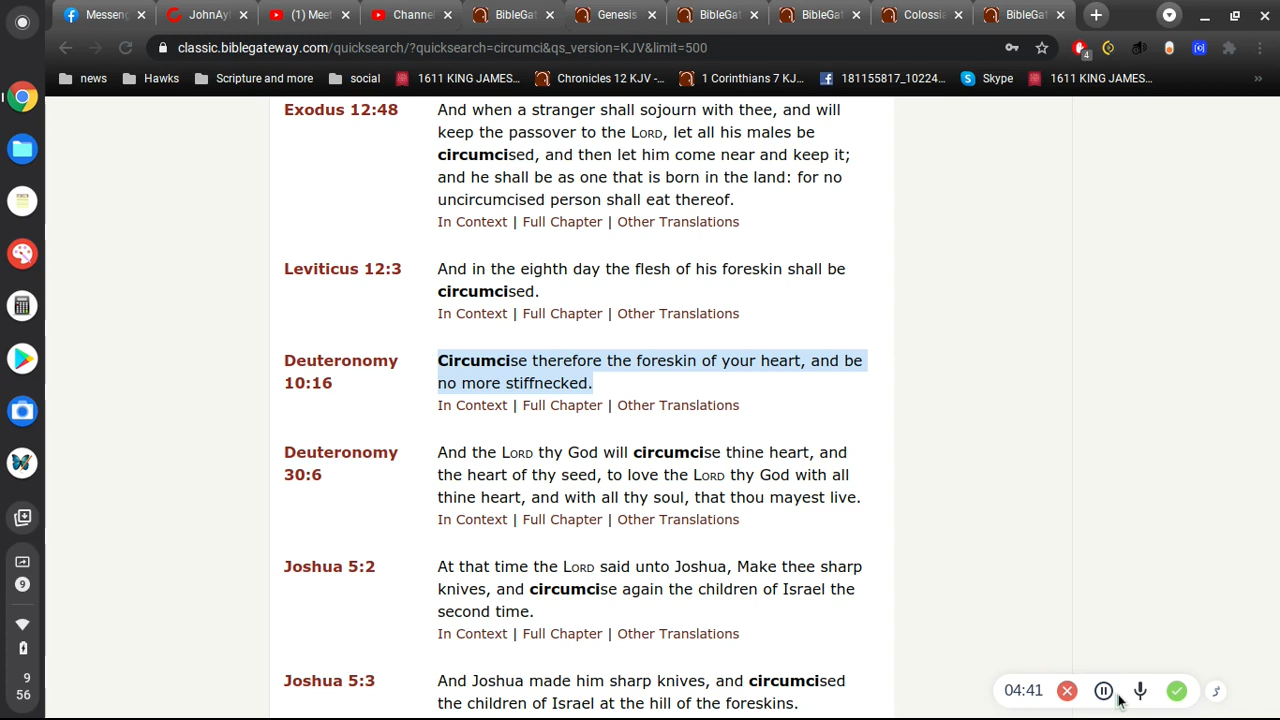 Messen
JohnAyl
(1) Meet
Channel
BibleGat
Genesis
BibleGat
BibleGat
Colossia
BibleGat
classic.biblegateway.com/quicksearch/?quicksearch=circumci&qs_version=KJV&limit=500
4
news
Hawks
Scripture and more
social
1611 KING JAMES...
Chronicles 12 KJV -...
1 Corinthians 7 KJ...
181155817_10224...
Skype
1611 KING JAMES...
»
Exodus 12:48
And when a stranger shall sojourn with thee, and will
keep the passover to the LORD, let all his males be
circumcised, and then let him come near and keep it;
and he shall be as one that is born in the land: for no
uncircumcised person shall eat thereof.
In Context | Full Chapter | Other Translations
Leviticus 12:3
And in the eighth day the flesh of his foreskin shall be
circumcised.
In Context | Full Chapter | Other Translations
Deuteronomy
10:16
Circumcise therefore the foreskin of your heart, and be
no more stiffnecked.
In Context | Full Chapter | Other Translations
Deuteronomy
30:6
And the LORD thy God will circumcise thine heart, and
the heart of thy seed, to love the LORD thy God with all
thine heart, and with all thy soul, that thou mayest live.
In Context | Full Chapter | Other Translations
Joshua 5:2
At that time the LORD said unto Joshua, Make thee sharp
knives, and circumcise again the children of Israel the
second time.
In Context | Full Chapter | Other Translations
Joshua 5:3
And Joshua made him sharp knives, and circumcised
the children of Israel at the hill of the foreskins.
04:41
9
9
56